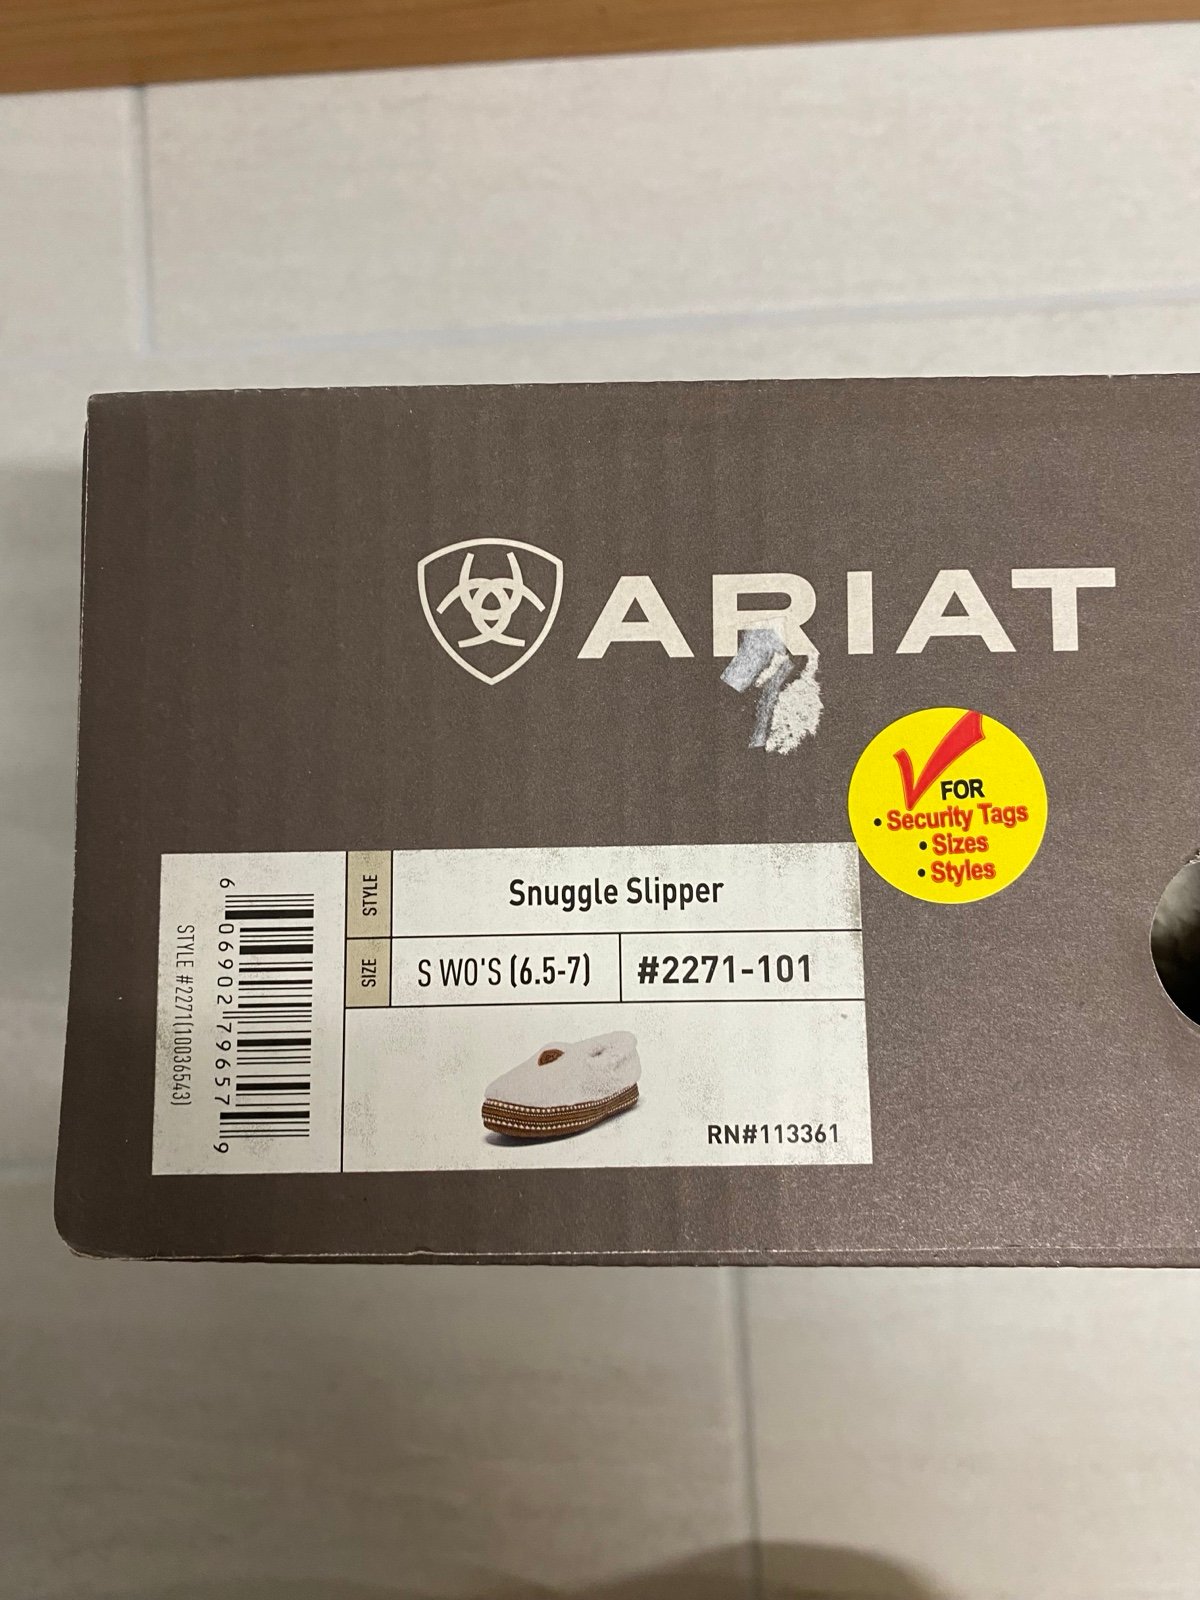 ARIAT
FOR
• Security Tags
• Sizes
• Styles
STYLE
Snuggle Slipper
SIZE
S WO'S (6.5-7)
#2271-101
RN#113361
6 06902 79657 9
STYLE #2271(10036543)